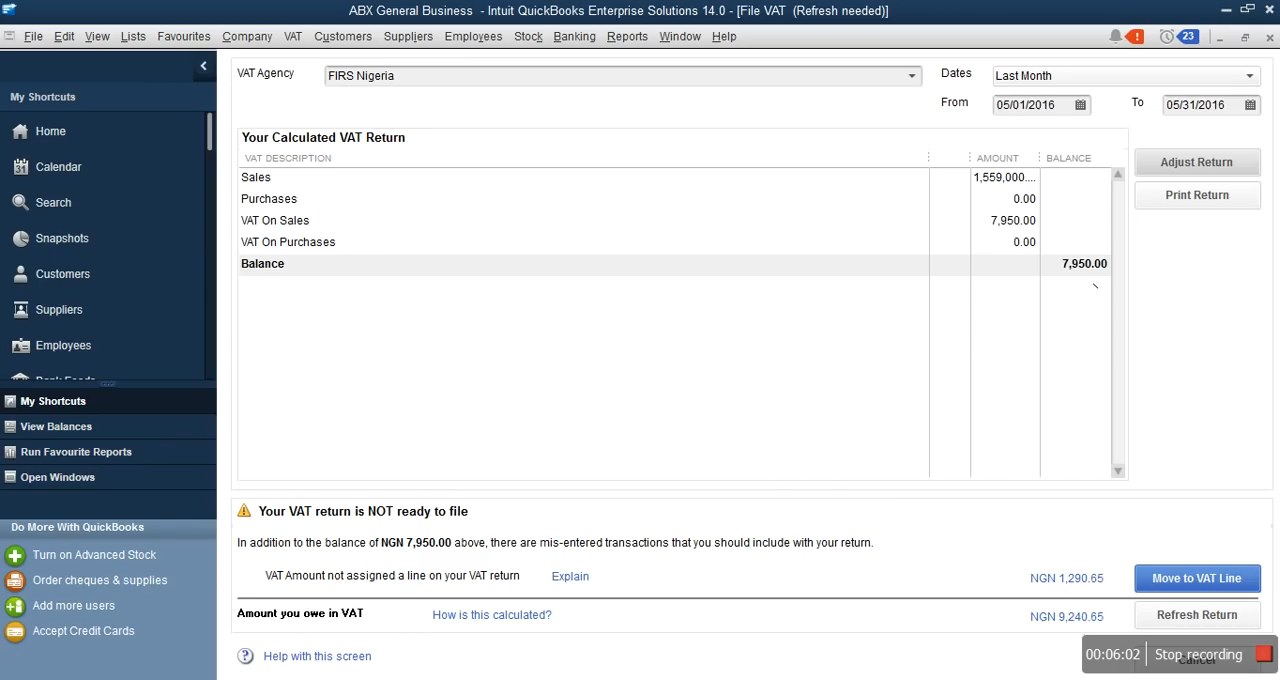 ABX General Business - Intuit QuickBooks Enterprise Solutions 14.0 - [File VAT (Refresh needed)]
File Edit View Lists Favourites Company VAT Customers Suppliers Employees Stock Banking Reports Window Help
! 23
VAT Agency FIRS Nigeria Dates Last Month
From 05/01/2016 To 05/31/2016
My Shortcuts
31
Home
Calendar
Search
Snapshots
Customers
Suppliers
Employees
Bank Feeds
My Shortcuts
View Balances
Run Favourite Reports
Open Windows
Do More With QuickBooks
Turn on Advanced Stock
Order cheques & supplies
Add more users
Accept Credit Cards
Your Calculated VAT Return
VAT DESCRIPTION AMOUNT BALANCE
Sales 1,559,000....
Purchases 0.00
VAT On Sales 7,950.00
VAT On Purchases 0.00
Balance 7,950.00
Adjust Return
Print Return
Your VAT return is NOT ready to file
In addition to the balance of NGN 7,950.00 above, there are mis-entered transactions that you should include with your return.
VAT Amount not assigned a line on your VAT return Explain NGN 1,290.65 Move to VAT Line
Amount you owe in VAT How is this calculated? NGN 9,240.65 Refresh Return
? Help with this screen
00:06:02 Stop recording
Cancel